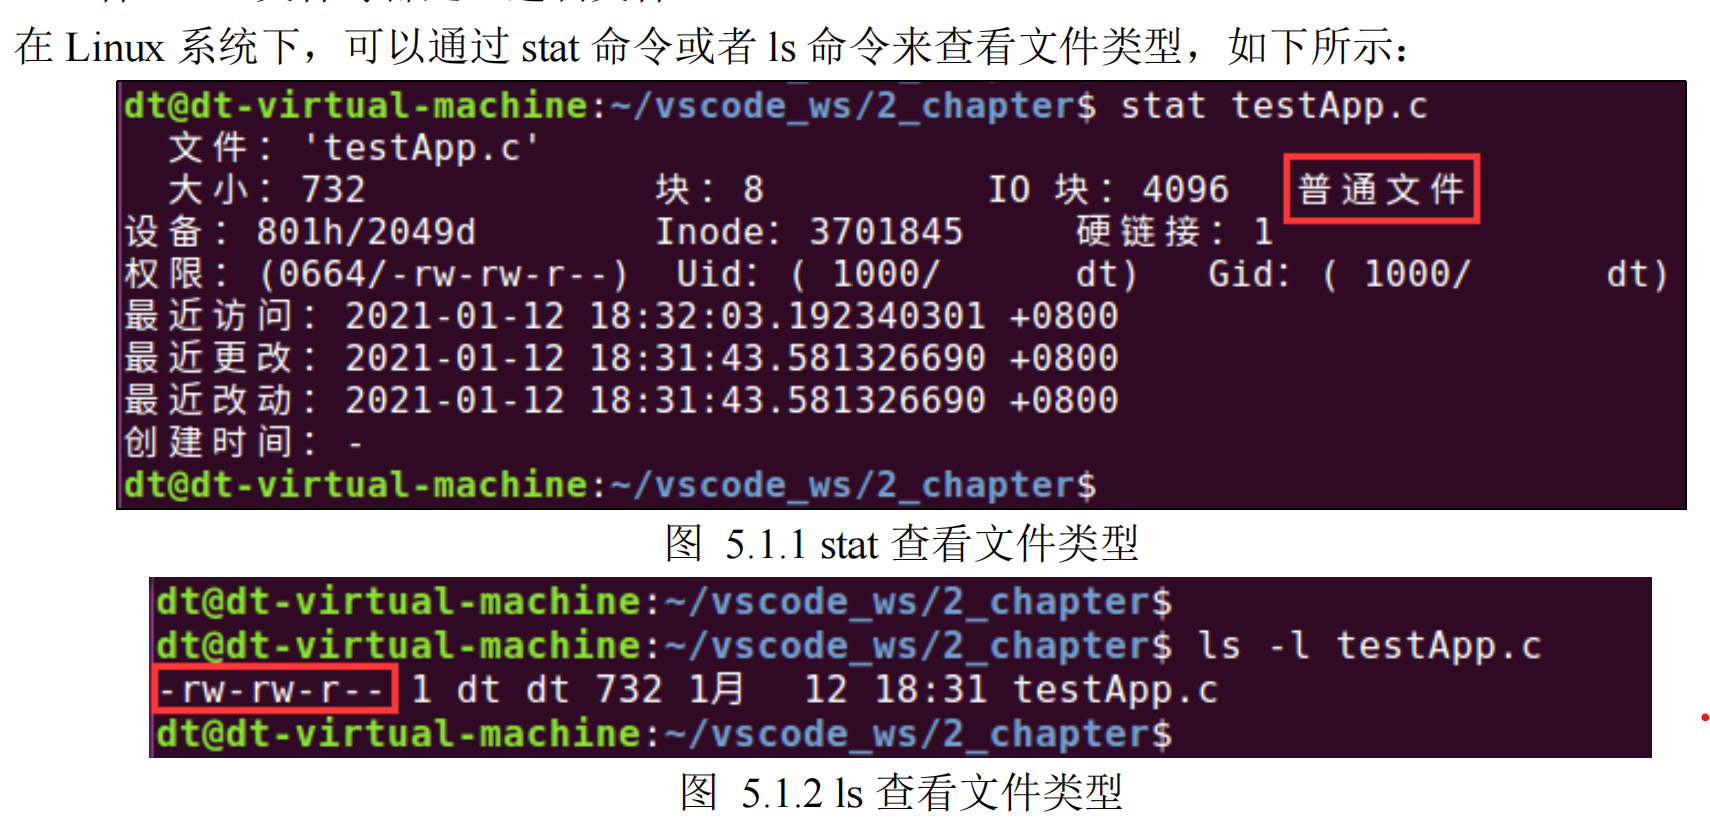 在 Linux 系统下，可以通过 stat 命令或者 ls 命令来查看文件类型，如下所示：
dt@dt-virtual-machine:~/vscode_ws/2_chapter$ stat testApp.c
文件：'testApp.c'
大小：732 块：8 IO 块：4096 普通文件
设备：801h/2049d Inode：3701845 硬链接：1
权限：(0664/-rw-rw-r--) Uid：( 1000/ dt) Gid：( 1000/ dt)
最近访问：2021-01-12 18:32:03.192340301 +0800
最近更改：2021-01-12 18:31:43.581326690 +0800
最近改动：2021-01-12 18:31:43.581326690 +0800
创建时间：-
dt@dt-virtual-machine:~/vscode_ws/2_chapter$
图 5.1.1 stat 查看文件类型
dt@dt-virtual-machine:~/vscode_ws/2_chapter$
dt@dt-virtual-machine:~/vscode_ws/2_chapter$ ls -l testApp.c
-rw-rw-r-- 1 dt dt 732 1月 12 18:31 testApp.c
dt@dt-virtual-machine:~/vscode_ws/2_chapter$
图 5.1.2 ls 查看文件类型